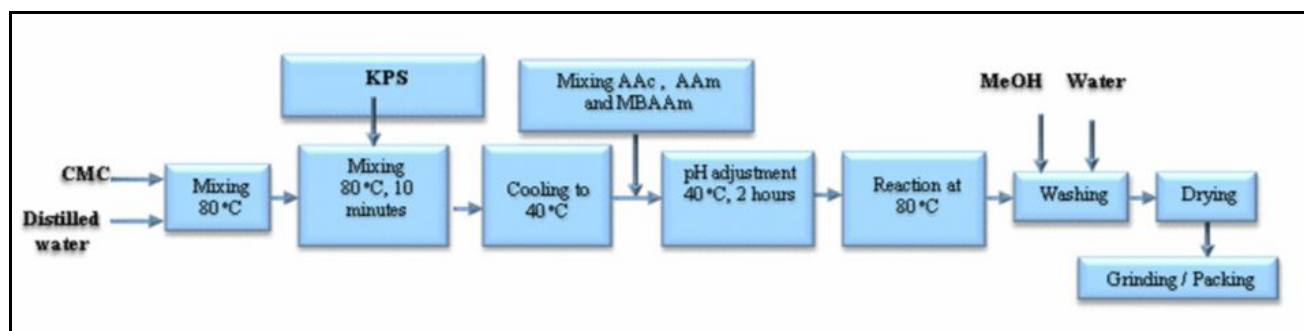 KPS
Mixing AAc , AAm
and MBAAm
MeOH Water
CMC
Distilled
water
Mixing
80 °C
Mixing
80 °C, 10
minutes
Cooling to
40 °C
pH adjustment
40 °C, 2 hours
Reaction at
80 °C
Washing
Drying
Grinding / Packing